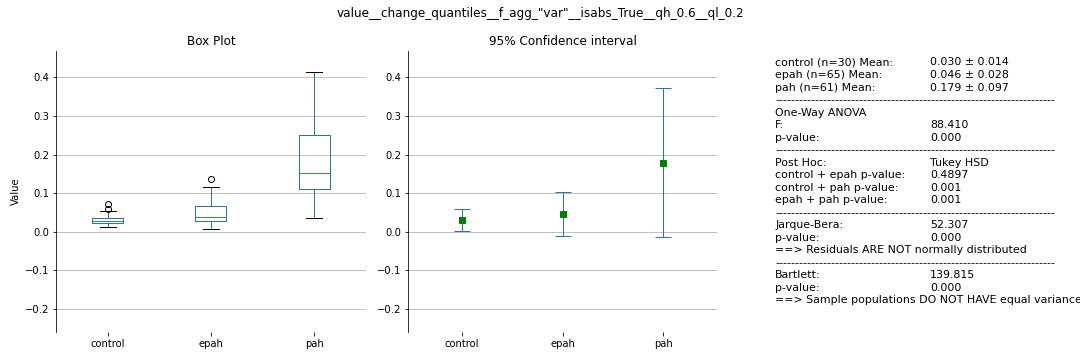 value__change_quantiles__f_agg_"var"__isabs_True__qh_0.6__ql_0.2
Box Plot
Value
0.4
0.3
0.2
0.1
0.0
−0.1
−0.2
control
epah
pah
95% Confidence interval
0.4
0.3
0.2
0.1
0.0
−0.1
−0.2
control
epah
pah
control (n=30) Mean: 0.030 ± 0.014
epah (n=65) Mean: 0.046 ± 0.028
pah (n=61) Mean: 0.179 ± 0.097
One-Way ANOVA
F: 88.410
p-value: 0.000
Post Hoc: Tukey HSD
control + epah p-value: 0.4897
control + pah p-value: 0.001
epah + pah p-value: 0.001
Jarque-Bera: 52.307
p-value: 0.000
==> Residuals ARE NOT normally distributed
Bartlett: 139.815
p-value: 0.000
==> Sample populations DO NOT HAVE equal variance